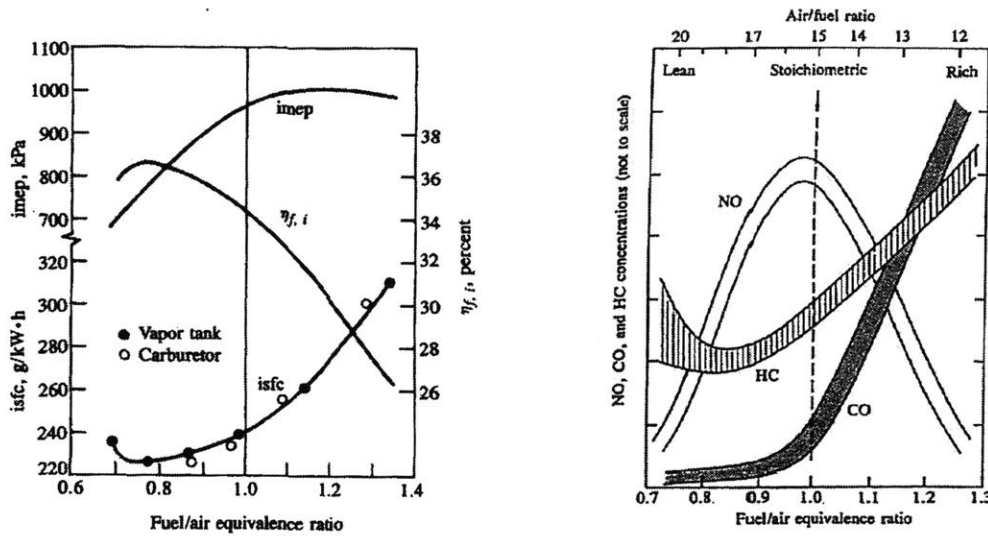 1100
1000
900
800
700
320
300
280
260
240
220
imep, kPa
isfc, g/kW·h
imep
ηf, i
Vapor tank
Carburetor
isfc
38
36
34
32
30
28
26
ηf, i, percent
0.6 0.8 1.0 1.2 1.4
Fuel/air equivalence ratio
Air/fuel ratio
20 17 15 14 13 12
Lean Stoichiometric Rich
NO, CO, and HC concentrations (not to scale)
NO
HC
CO
0.7 0.8. 0.9 1.0. 1.1 1.2 1.3
Fuel/air equivalence ratio